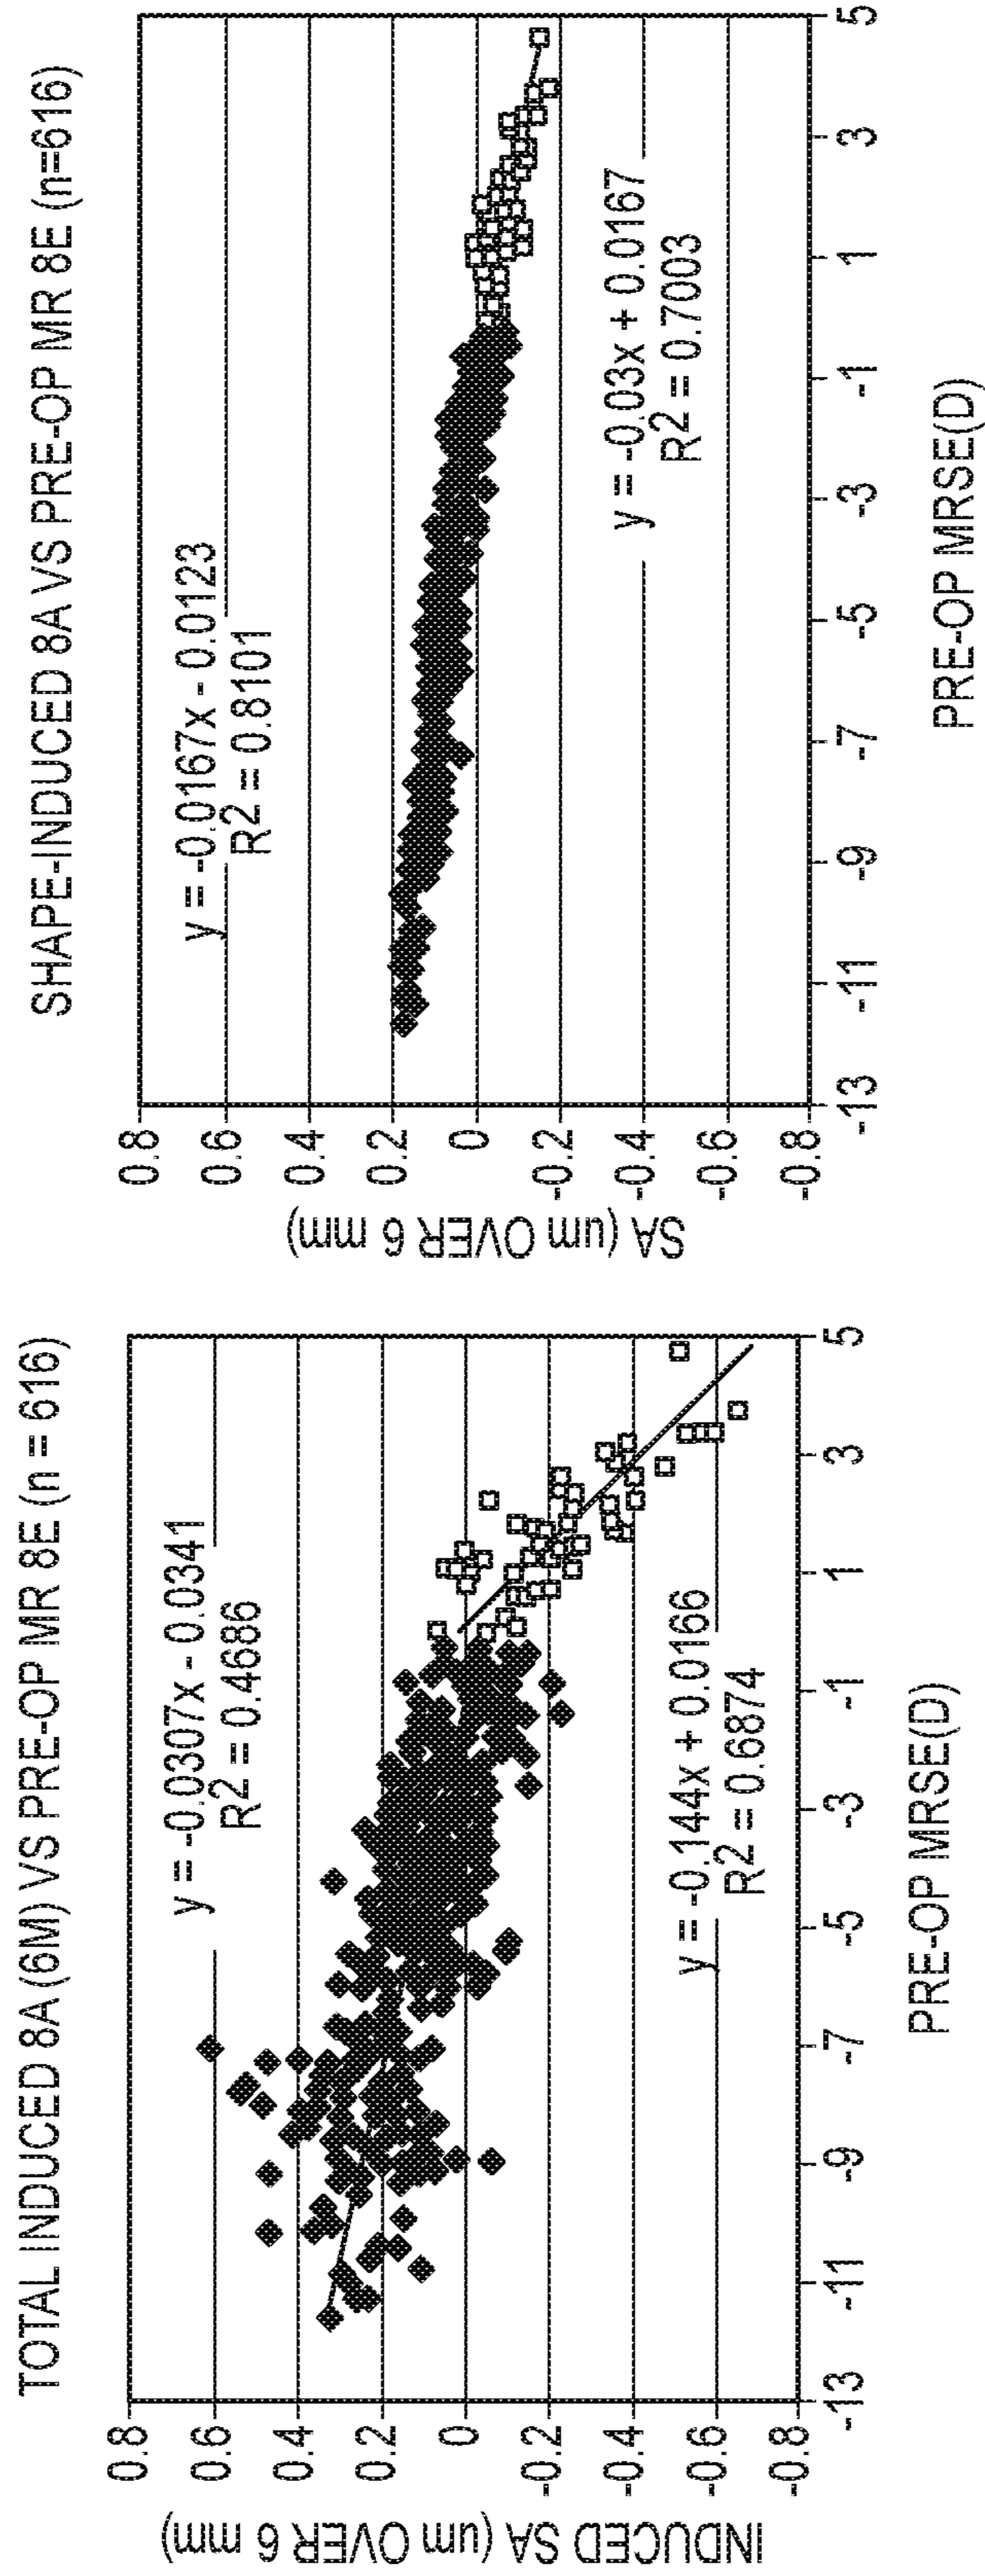 TOTAL INDUCED 8A (6M) VS PRE-OP MR 8E (n = 616)
INDUCED SA (um OVER 6 mm)
0.8
0.6
0.4
0.2
0
-0.2
-0.4
-0.6
-0.8
y = -0.0307x - 0.0341
R2 = 0.4686
y = -0.144x + 0.0166
R2 = 0.6874
-13 -11 -9 -7 -5 -3 -1 1 3 5
PRE-OP MRSE(D)
SHAPE-INDUCED 8A VS PRE-OP MR 8E (n=616)
SA (um OVER 6 mm)
0.8
0.6
0.4
0.2
0
-0.2
-0.4
-0.6
-0.8
y = -0.0167x - 0.0123
R2 = 0.8101
y = -0.03x + 0.0167
R2 = 0.7003
-13 -11 -9 -7 -5 -3 -1 1 3 5
PRE-OP MRSE(D)